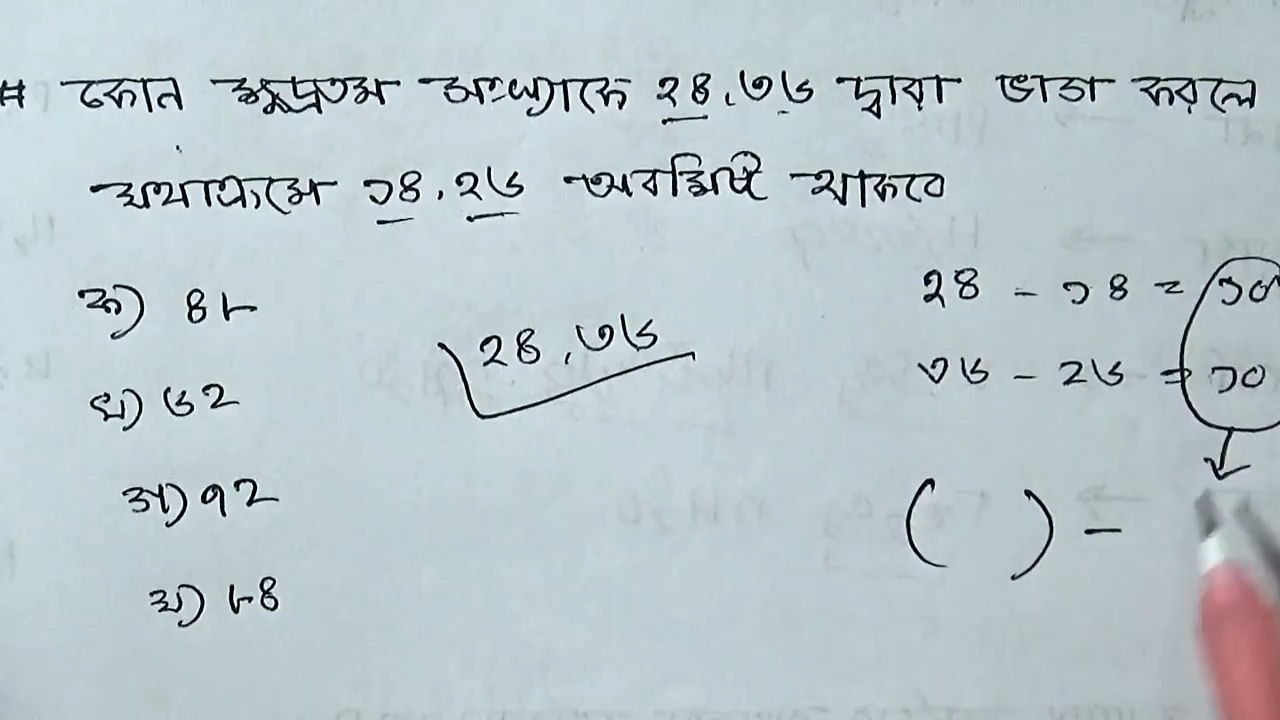 # কোন ক্ষুদ্রতম সংখ্যাকে ২৪,৩৬ দ্বারা ভাগ করলে
যথাক্রমে ১৪,২৬ অবশিষ্ট থাকবে
ক) ৪৮
খ) ৬২
গ) ৭২
ঘ) ৮৪
২৪,৩৬
২৪ - ১৪ = ১০
৩৬ - ২৬ = ১০
( ) -